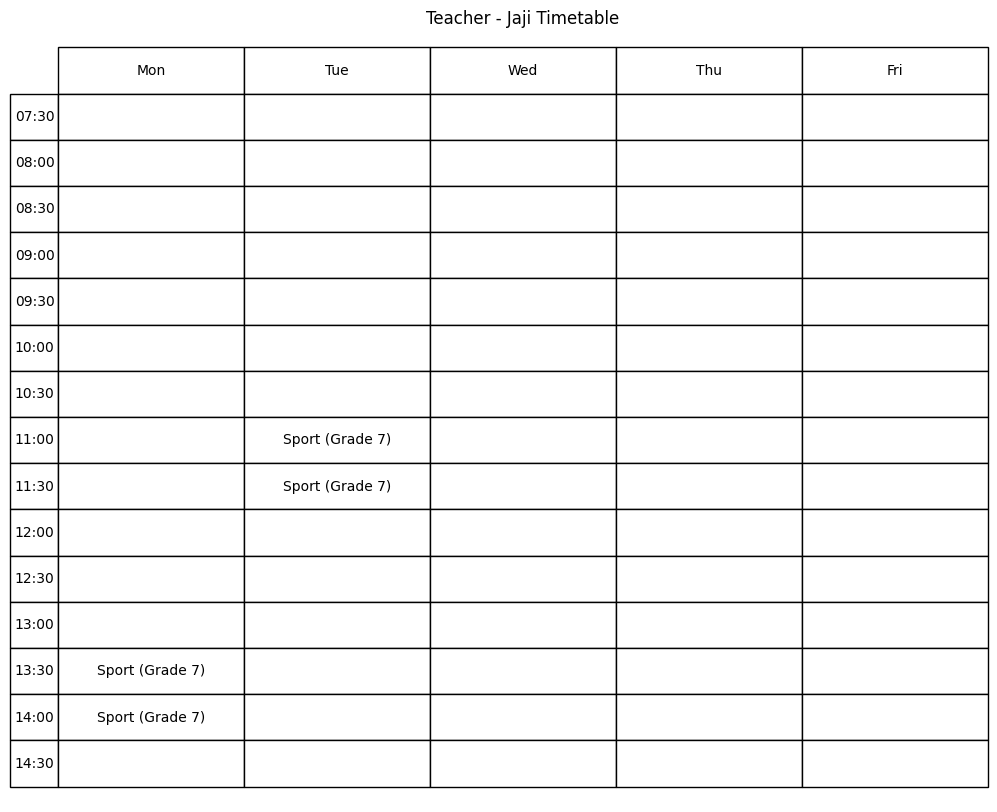 Teacher - Jaji Timetable
Mon Tue Wed Thu Fri
07:30
08:00
08:30
09:00
09:30
10:00
10:30
11:00 Sport (Grade 7)
11:30 Sport (Grade 7)
12:00
12:30
13:00
13:30 Sport (Grade 7)
14:00 Sport (Grade 7)
14:30